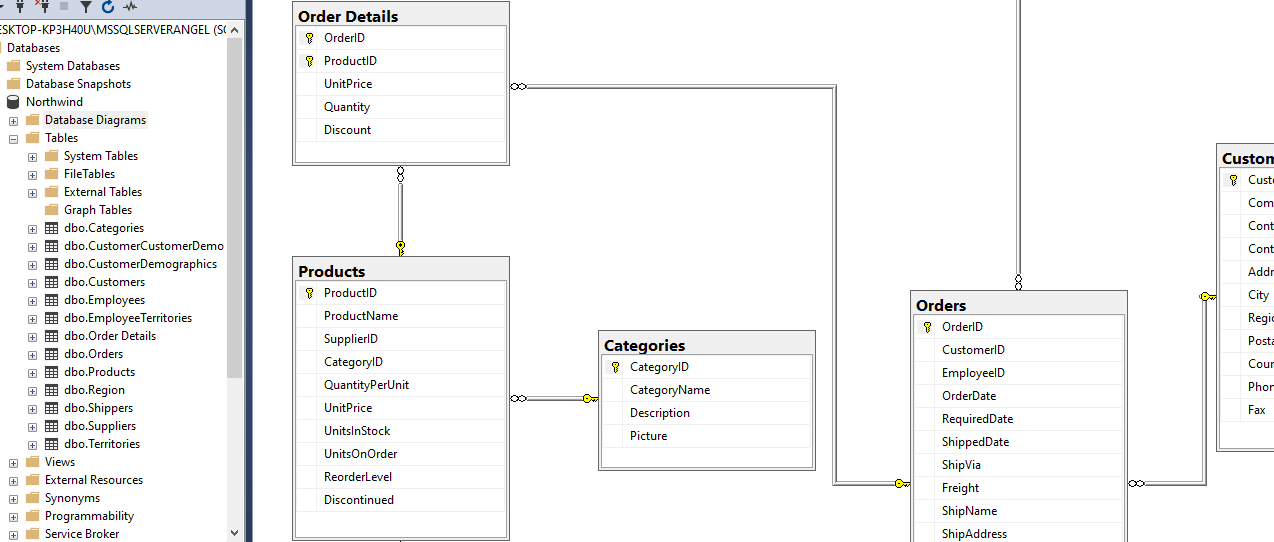 ESKTOP-KP3H40U\MSSQLSERVERANGEL (SQ
Databases
System Databases
Database Snapshots
Northwind
Database Diagrams
Tables
System Tables
FileTables
External Tables
Graph Tables
dbo.Categories
dbo.CustomerCustomerDemo
dbo.CustomerDemographics
dbo.Customers
dbo.Employees
dbo.EmployeeTerritories
dbo.Order Details
dbo.Orders
dbo.Products
dbo.Region
dbo.Shippers
dbo.Suppliers
dbo.Territories
Views
External Resources
Synonyms
Programmability
Service Broker
Order Details
OrderID
ProductID
UnitPrice
Quantity
Discount
Products
ProductID
ProductName
SupplierID
CategoryID
QuantityPerUnit
UnitPrice
UnitsInStock
UnitsOnOrder
ReorderLevel
Discontinued
Categories
CategoryID
CategoryName
Description
Picture
Orders
OrderID
CustomerID
EmployeeID
OrderDate
RequiredDate
ShippedDate
ShipVia
Freight
ShipName
ShipAddress
Custom
Custo
Com
Cont
Cont
Addr
City
Regio
Posta
Cour
Phon
Fax